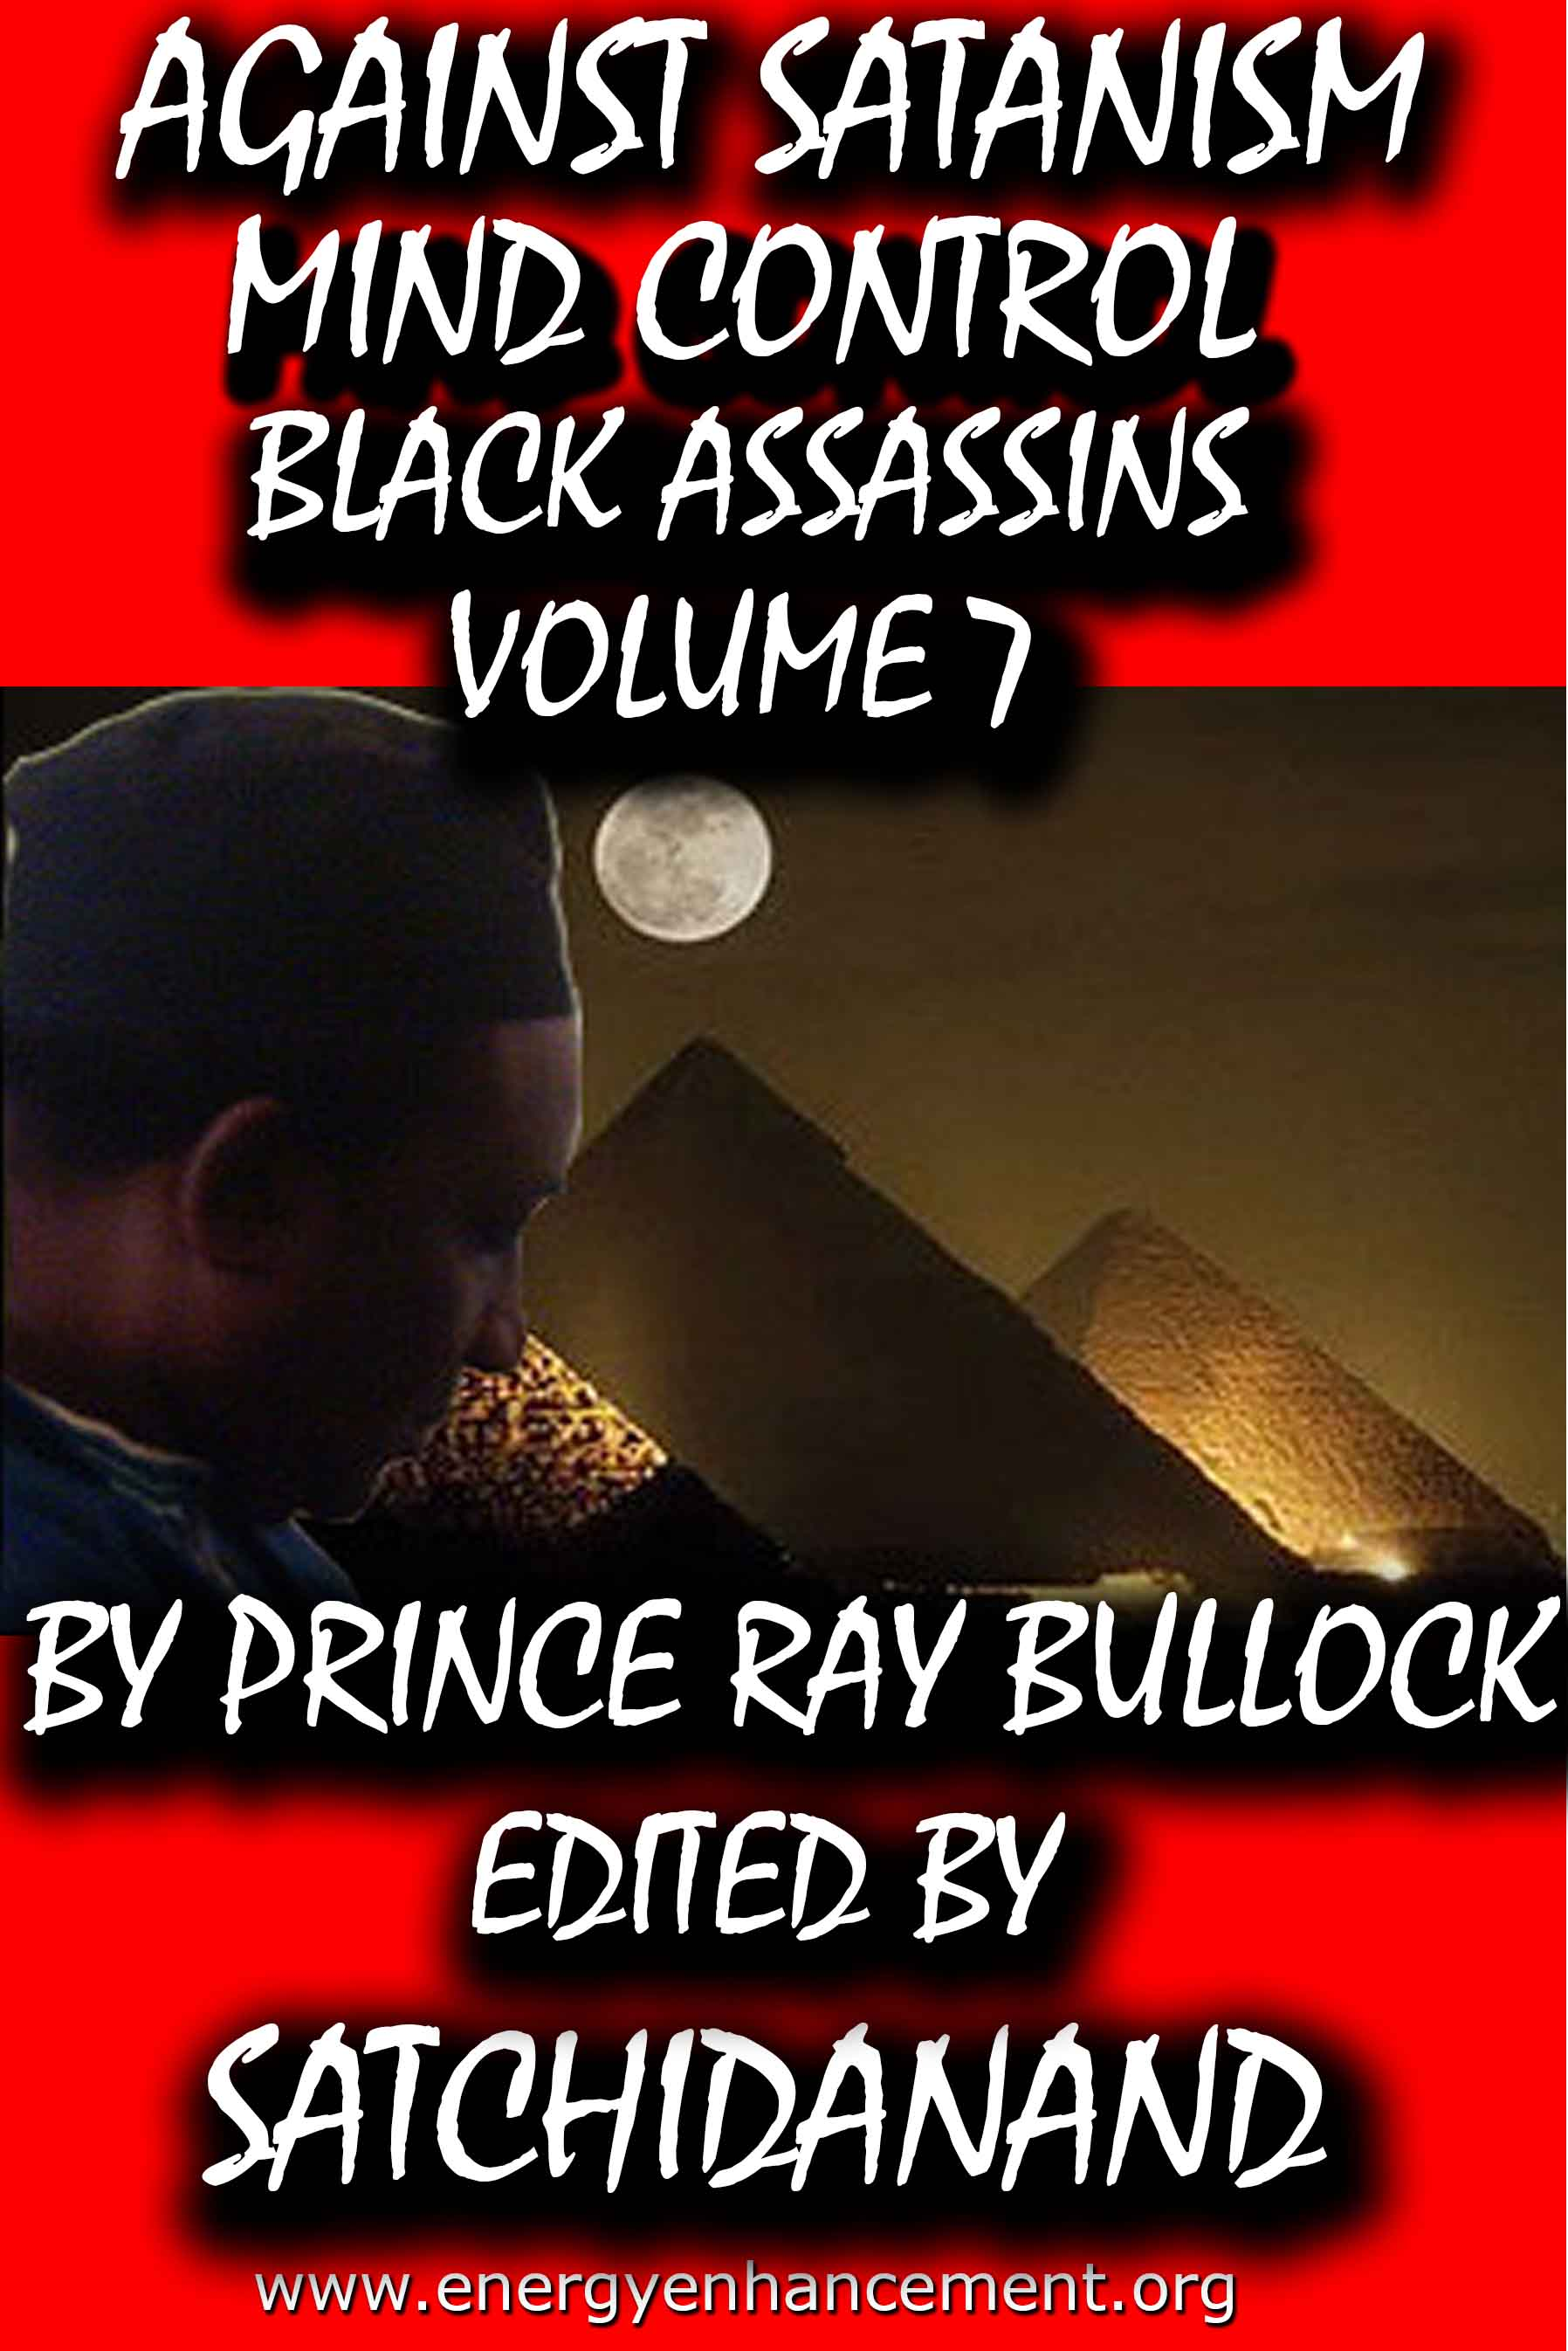 AGAINST SATANISM
MIND CONTROL
BLACK ASSASSINS
VOLUME 7
BY PRINCE RAY BULLOCK
EDITED BY
SATCHIDANAND
www.energyenhancement.org